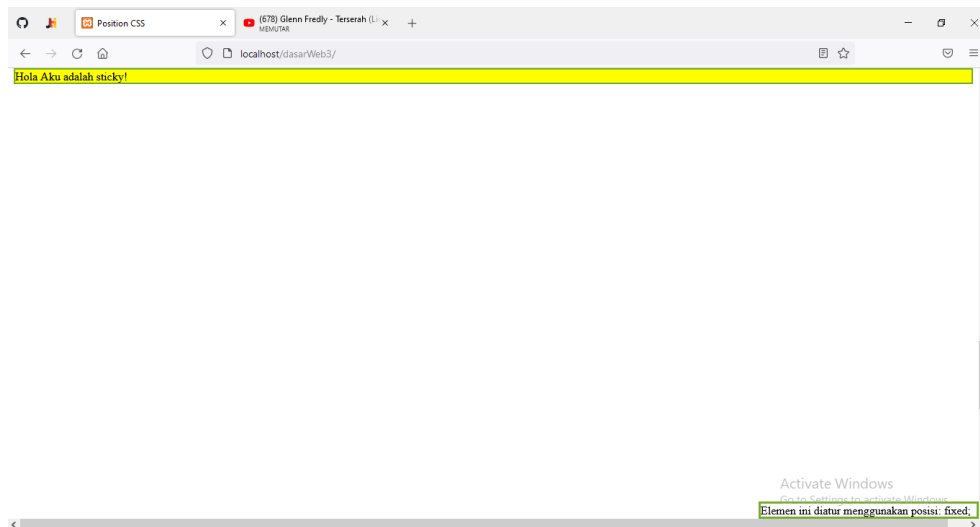 Position CSS
(678) Glenn Fredly - Terserah (Li
MEMUTAR
localhost/dasarWeb3/
Hola Aku adalah sticky!
Activate Windows
Go to Settings to activate Windows.
Elemen ini diatur menggunakan posisi: fixed;